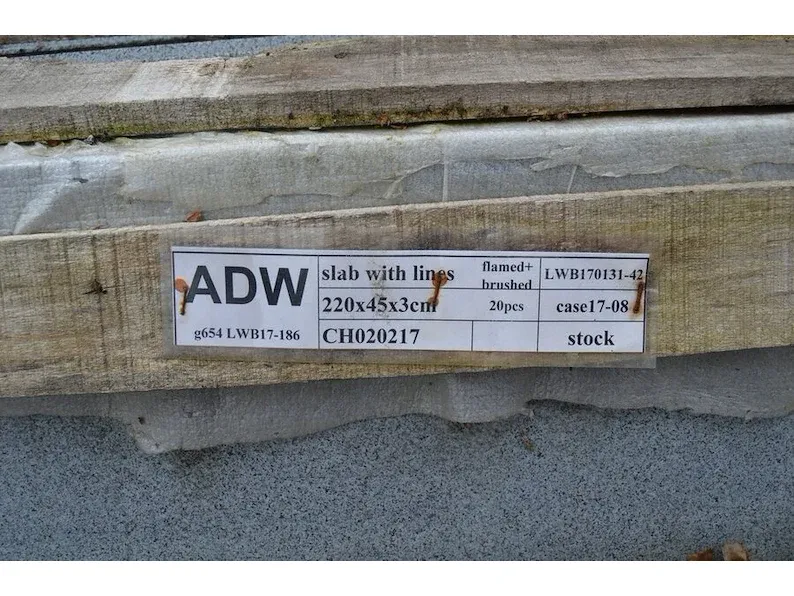 ADW
g654 LWB17-186
slab with lines
flamed+
brushed
LWB170131-42
220x45x3cm
20pcs
case17-08
CH020217
stock